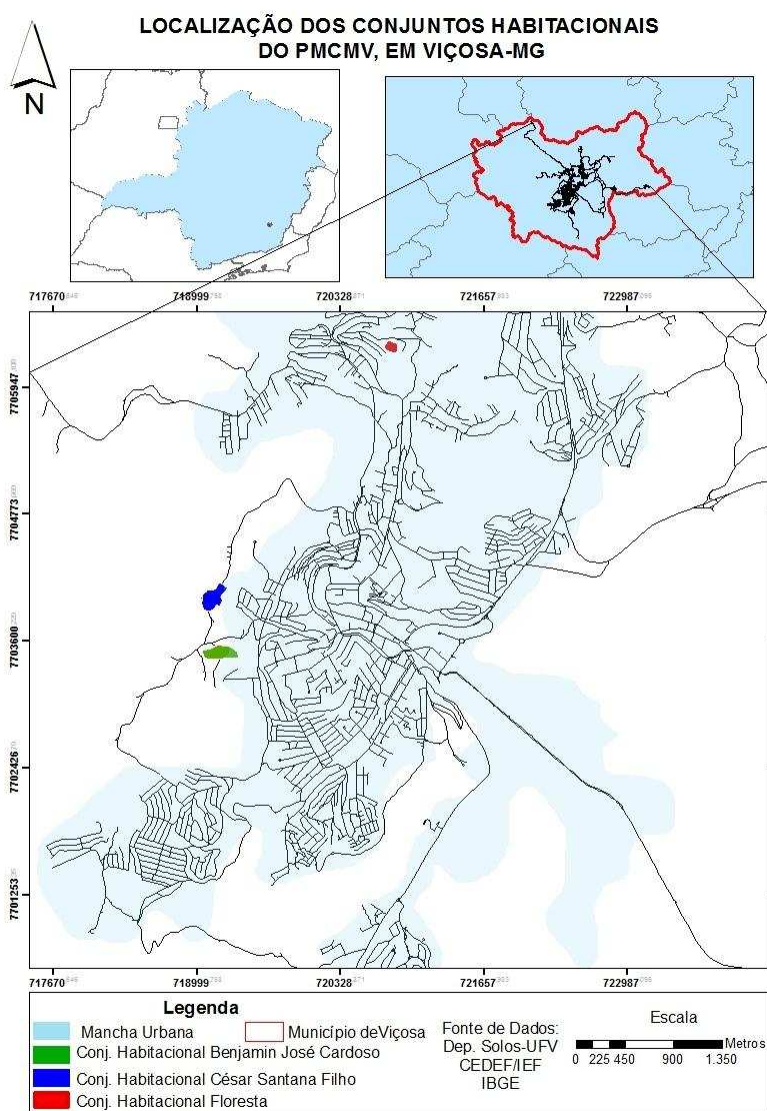 LOCALIZAÇÃO DOS CONJUNTOS HABITACIONAIS
DO PMCMV, EM VIÇOSA-MG
N
717670 718999 720328 721657 722987
7705947
7704773
7703600
7702426
7701253
717670 718999 720328 721657 722987
Legenda
Mancha Urbana
Município deViçosa
Conj. Habitacional Benjamin José Cardoso
Conj. Habitacional César Santana Filho
Conj. Habitacional Floresta
Fonte de Dados:
Dep. Solos-UFV
CEDEF/IEF
IBGE
Escala
Metros
0 225 450 900 1.350